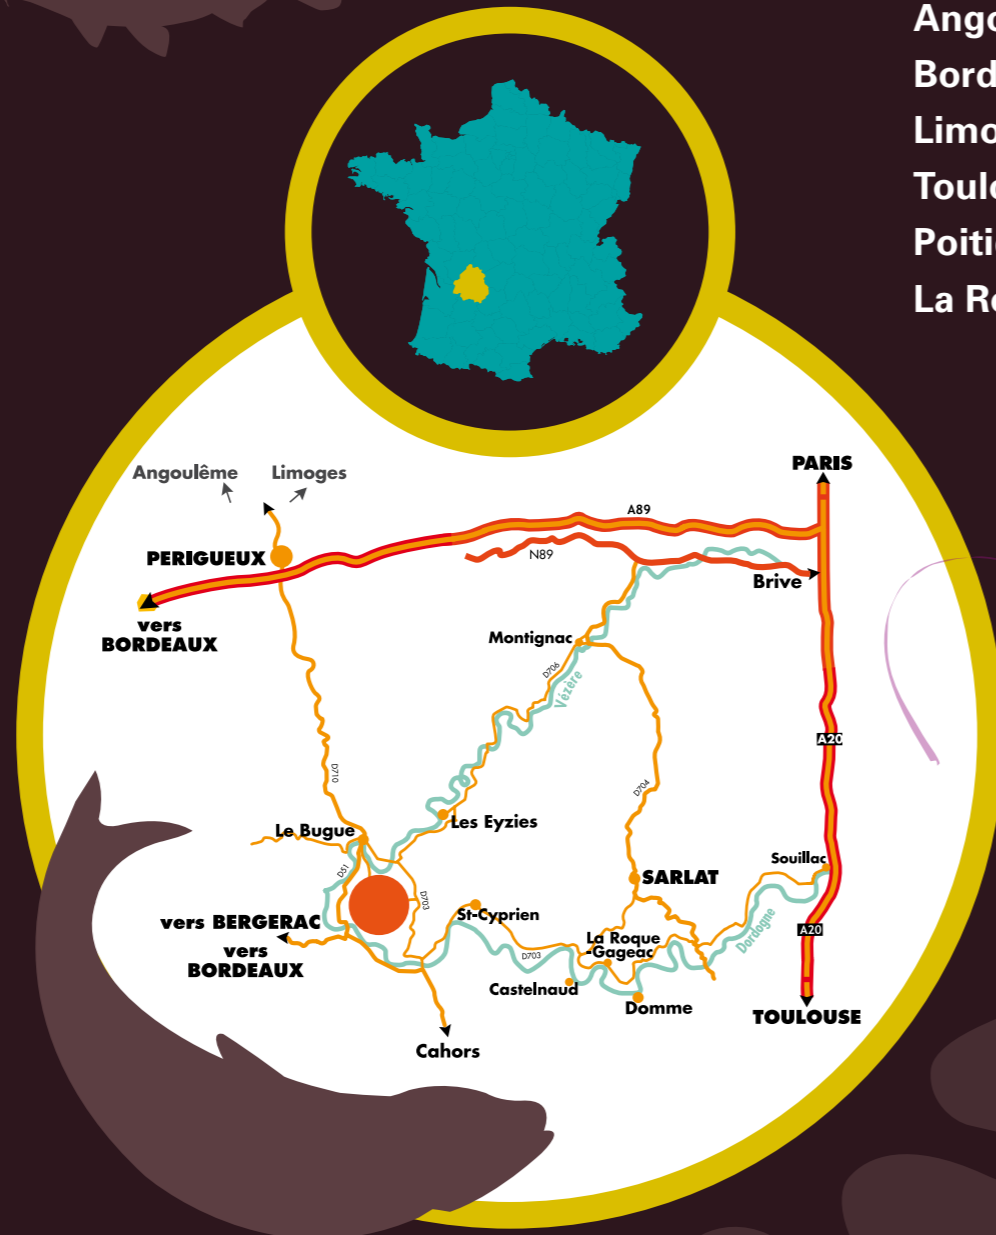 Angoulême
Limoges
PARIS
A89
PERIGUEUX
N89
Brive
vers
BORDEAUX
Montignac
D706
Vézère
A20
D710
D704
Le Bugue
Les Eyzies
Souillac
D51
SARLAT
D703
vers BERGERAC
St-Cyprien
Dordogne
A20
vers
BORDEAUX
La Roque
-Gageac
D703
Castelnaud
Domme
TOULOUSE
Cahors